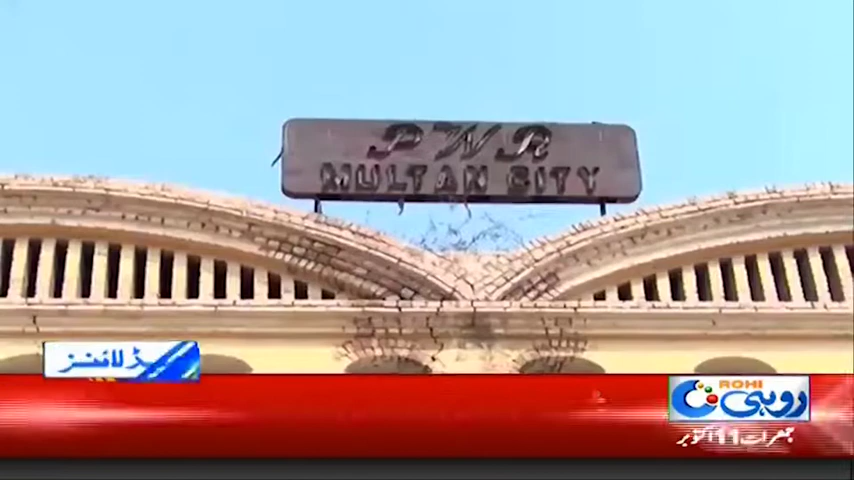 PWR
MULTAN CITY
ہیڈلائنز
ROHI
روہی
جمعرات 11 اکتوبر